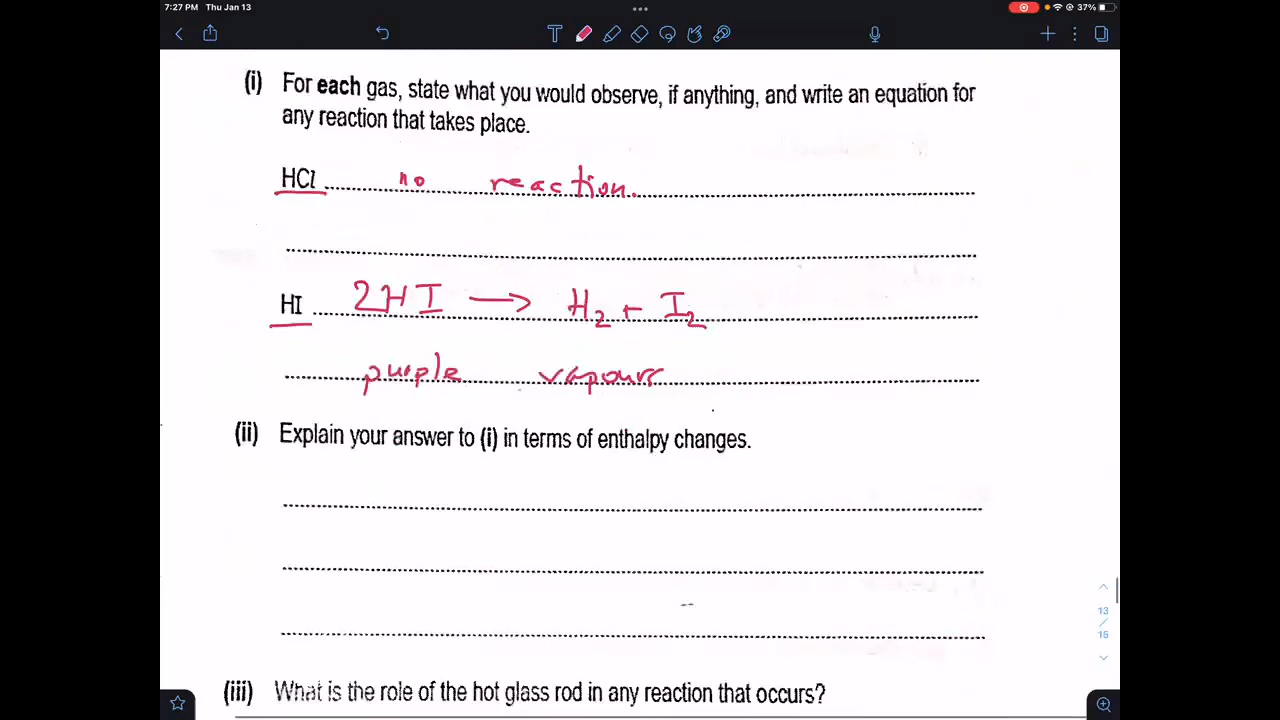 7:27 PM Thu Jan 13
37%
(i) For each gas, state what you would observe, if anything, and write an equation for
any reaction that takes place.
HCl no reaction.
HI 2HI → H₂ + I₂
purple vapours
(ii) Explain your answer to (i) in terms of enthalpy changes.
13
/
15
(iii) What is the role of the hot glass rod in any reaction that occurs?